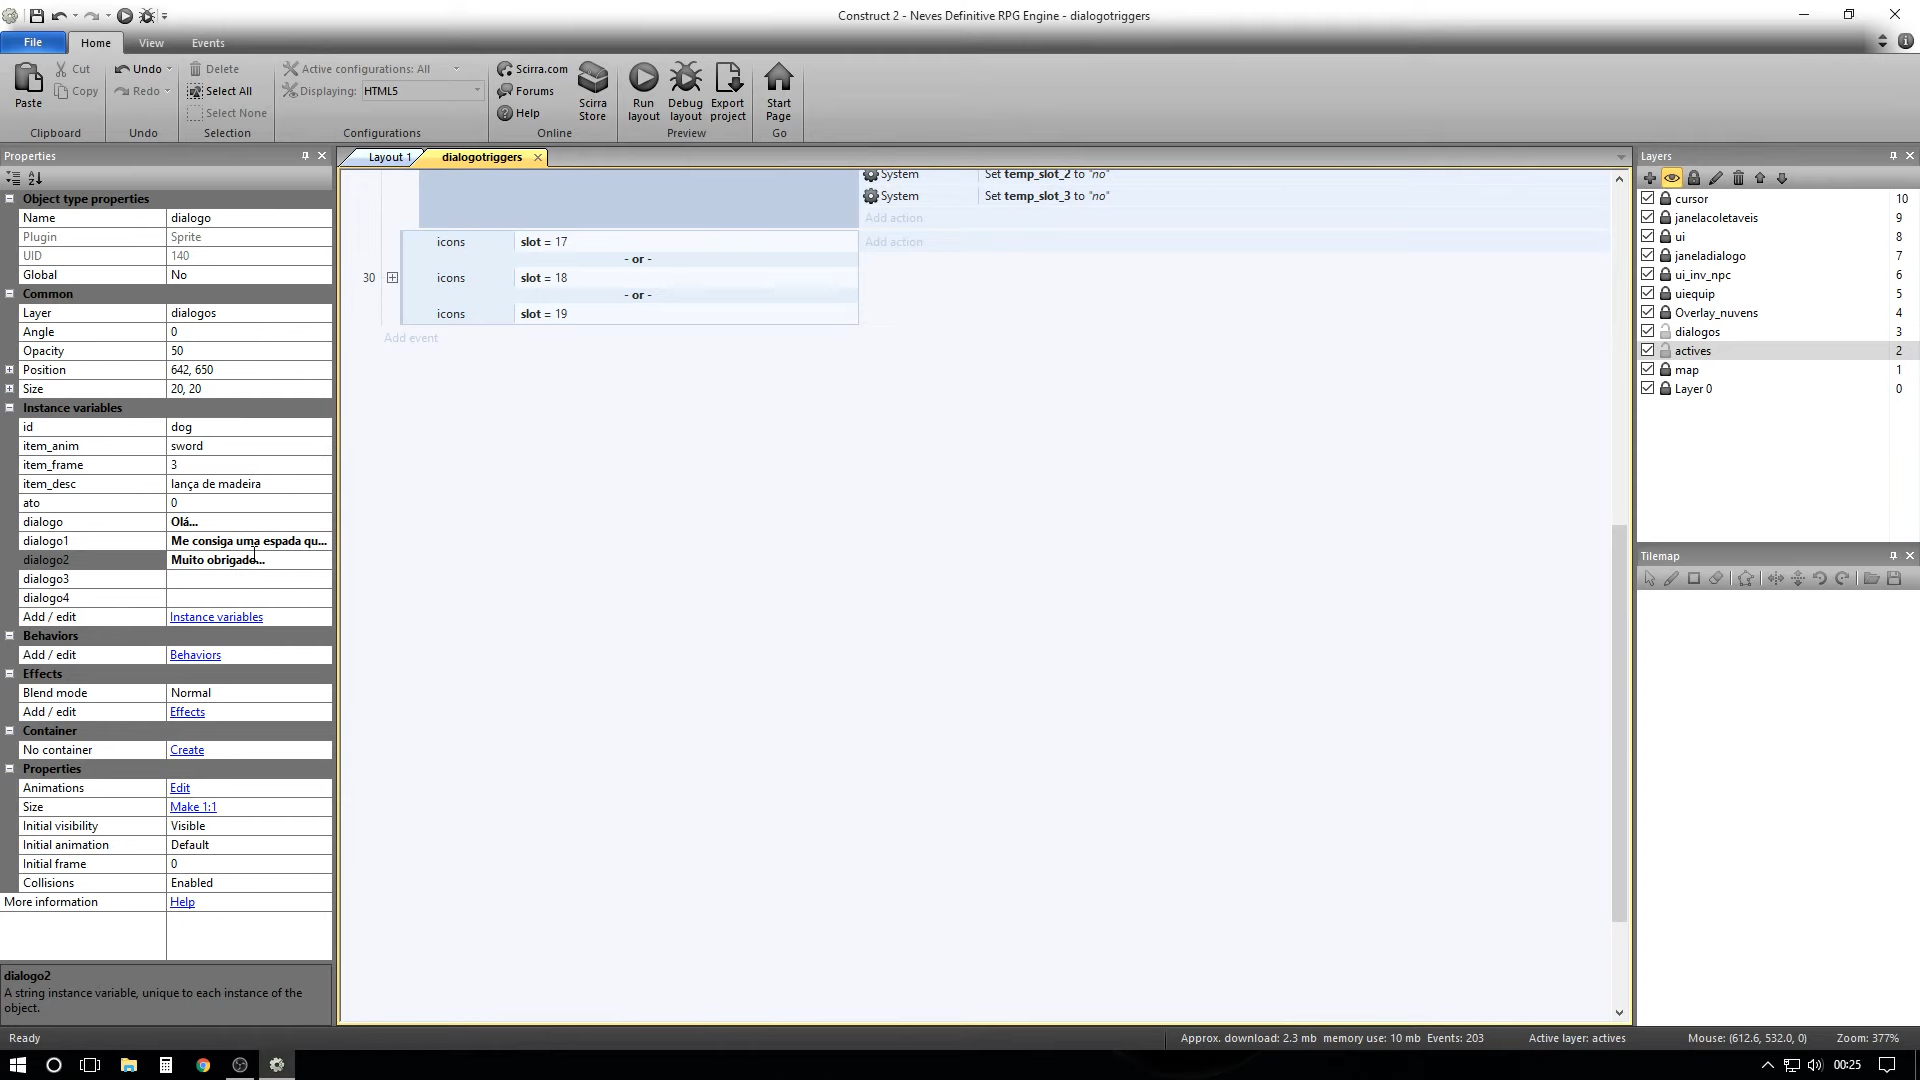 Construct 2 - Neves Definitive RPG Engine - dialogotriggers
File Home View Events
Paste Cut Copy Clipboard
Undo Redo Undo
Delete Select All Select None Selection
Active configurations: All
Displaying: HTML5
Configurations
Scirra.com Forums Help Scirra Store Online
Run layout Debug layout Export project Preview
Start Page Go
Properties
Object type properties
Name dialogo
Plugin Sprite
UID 140
Global No
Common
Layer dialogos
Angle 0
Opacity 50
Position 642, 650
Size 20, 20
Instance variables
id dog
item_anim sword
item_frame 3
item_desc lança de madeira
ato 0
dialogo Olá...
dialogo1 Me consiga uma espada qu...
dialogo2 Muito obrigado...
dialogo3
dialogo4
Add / edit Instance variables
Behaviors
Add / edit Behaviors
Effects
Blend mode Normal
Add / edit Effects
Container
No container Create
Properties
Animations Edit
Size Make 1:1
Initial visibility Visible
Initial animation Default
Initial frame 0
Collisions Enabled
More information Help
dialogo2
A string instance variable, unique to each instance of the
object.
Layout 1 dialogotriggers
System Set temp_slot_2 to "no"
System Set temp_slot_3 to "no"
Add action
icons slot = 17 Add action
- or -
30 icons slot = 18
- or -
icons slot = 19
Add event
Layers
cursor 10
janelacoletaveis 9
ui 8
janeladialogo 7
ui_inv_npc 6
uiequip 5
Overlay_nuvens 4
dialogos 3
actives 2
map 1
Layer 0 0
Tilemap
Ready Approx. download: 2.3 mb memory use: 10 mb Events: 203 Active layer: actives Mouse: (612.6, 532.0, 0) Zoom: 377%
00:25